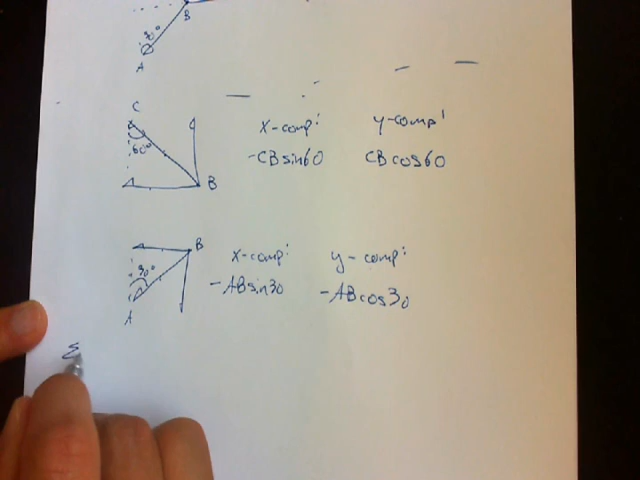 B
30°
A
C
x-comp: y-comp:
60° -CBsin60 CBcos60
B
B x-comp: y-comp:
30° -ABsin30 -ABcos30
A
Σ